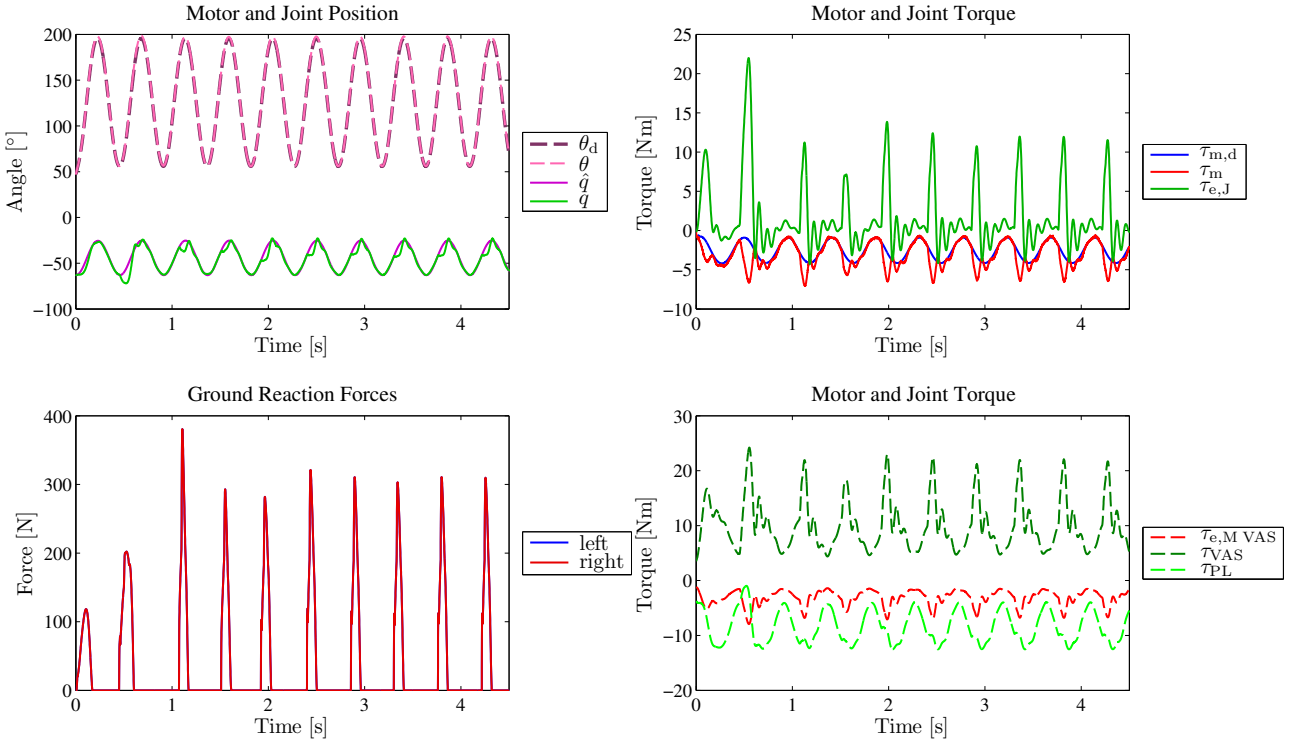 Motor and Joint Position
200
150
100
50
0
−50
−100
Angle [°]
0 1 2 3 4
Time [s]
θd
θ
q̂
q
Motor and Joint Torque
25
20
15
10
5
0
−5
−10
Torque [Nm]
0 1 2 3 4
Time [s]
τm,d
τm
τe,J
Ground Reaction Forces
400
300
200
100
0
Force [N]
0 1 2 3 4
Time [s]
left
right
Motor and Joint Torque
30
20
10
0
−10
−20
Torque [Nm]
0 1 2 3 4
Time [s]
τe,M VAS
τVAS
τPL